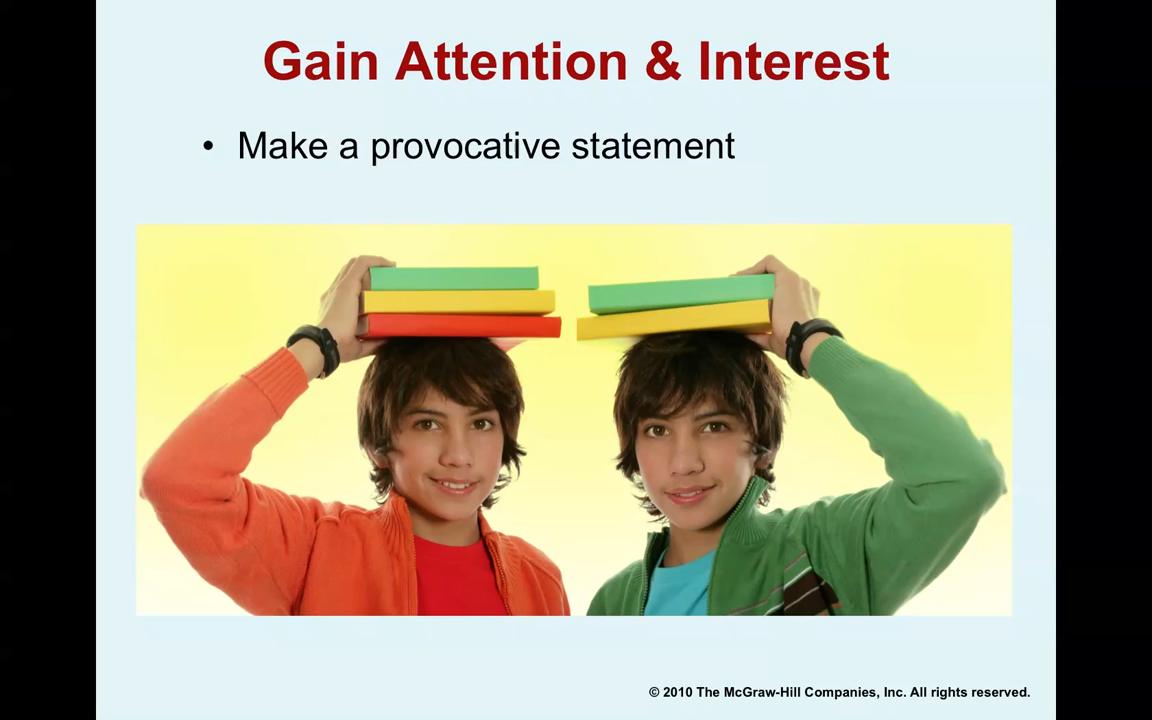 Gain Attention & Interest
• Make a provocative statement
© 2010 The McGraw-Hill Companies, Inc. All rights reserved.